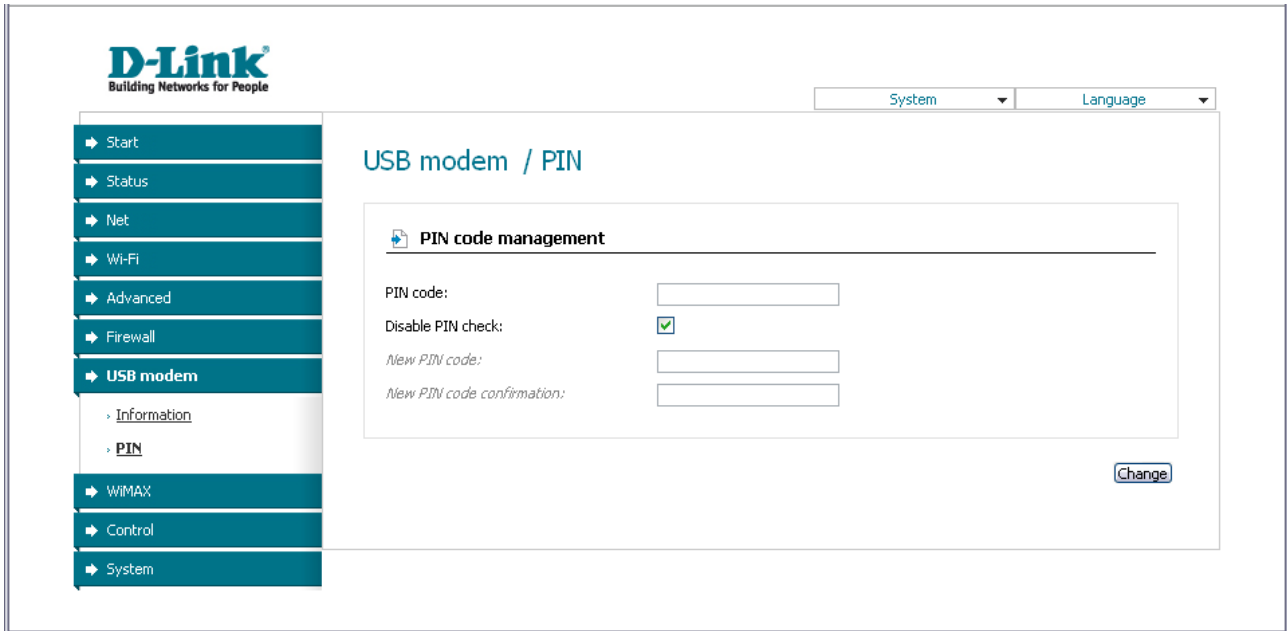 D-Link®
Building Networks for People
System Language
Start
Status
Net
Wi-Fi
Advanced
Firewall
USB modem
Information
PIN
WiMAX
Control
System
USB modem / PIN
PIN code management
PIN code:
Disable PIN check:
New PIN code:
New PIN code confirmation:
Change